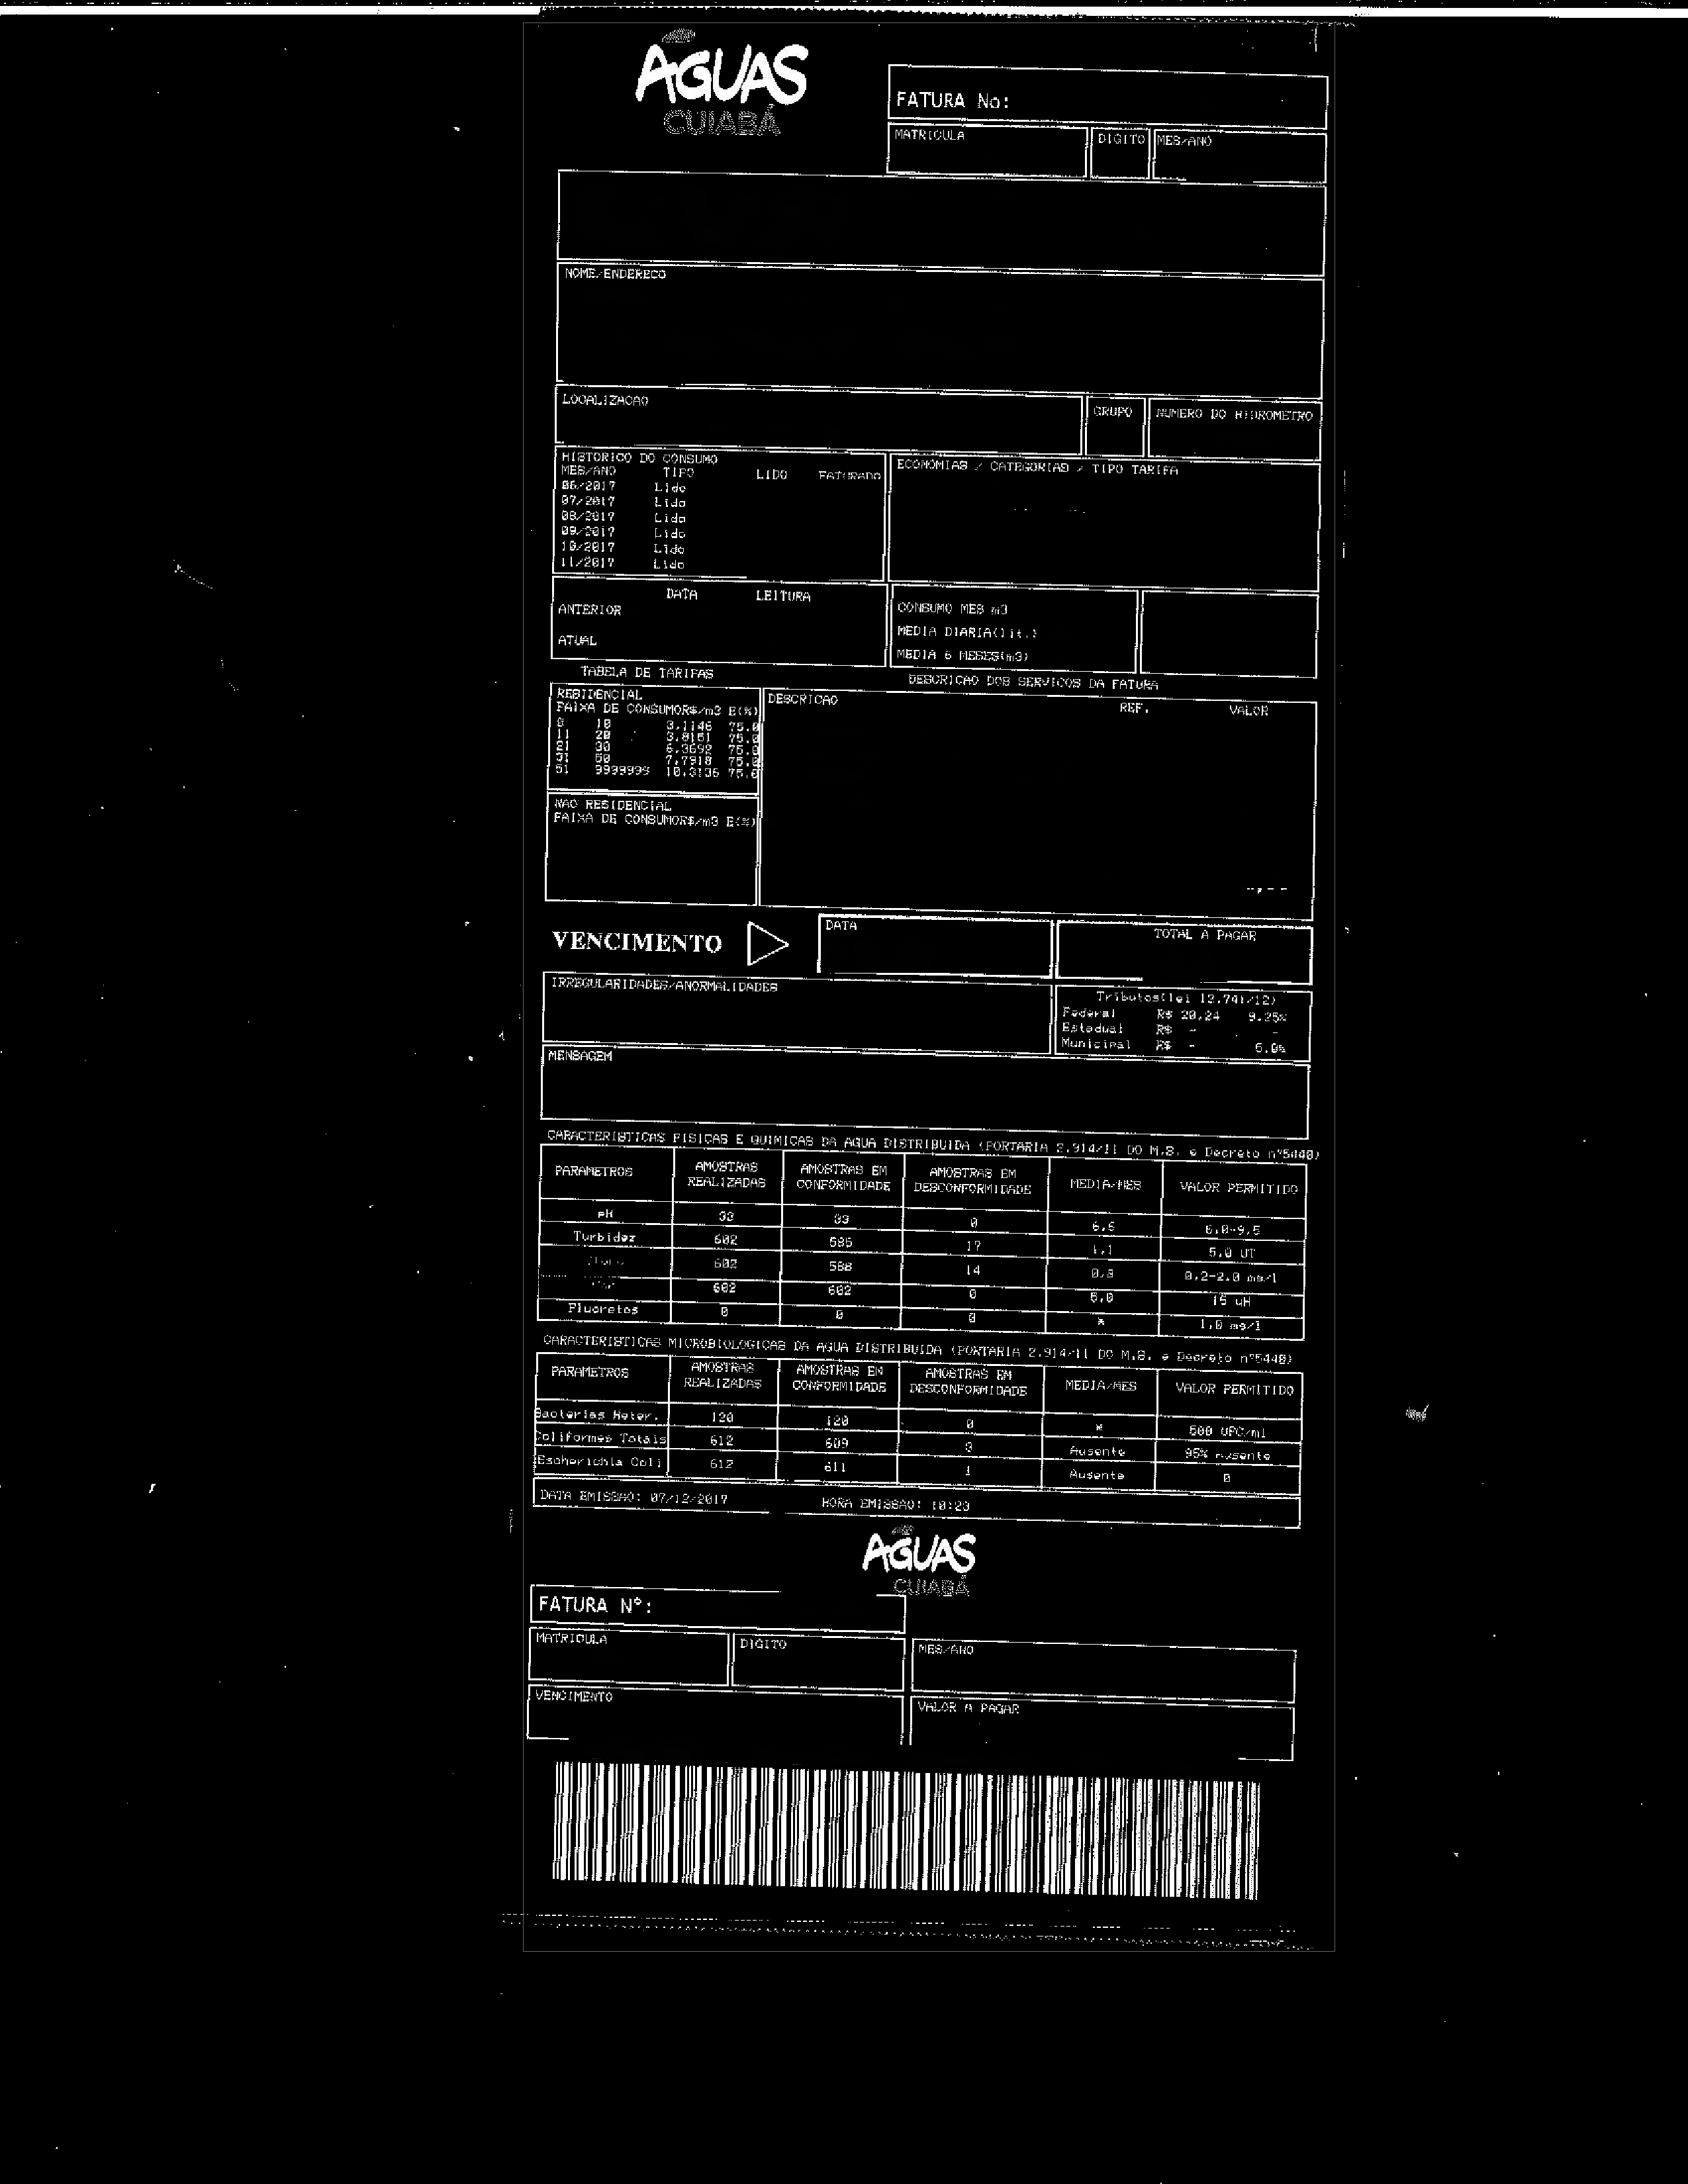 ÁGUAS
CUIABÁ
FATURA No:
MATRICULA DIGITO MES/ANO
NOME/ENDERECO
LOCALIZACAO GRUPO NUMERO DO HIDROMETRO
HISTORICO DO CONSUMO
MES/ANO TIPO LIDO FATURADO
06/2017 Lido
07/2017 Lido
08/2017 Lido
09/2017 Lido
10/2017 Lido
11/2017 Lido
ECONOMIAS / CATEGORIAS / TIPO TARIFA
DATA LEITURA
ANTERIOR
ATUAL
CONSUMO MES m3
MEDIA DIARIA(lit.)
MEDIA 6 MESES(m3)
TABELA DE TARIFAS
RESIDENCIAL
FAIXA DE CONSUMOR$/m3 E(%)
0 10 3.1146 75.0
11 20 3.8151 75.0
21 30 6.3692 75.0
31 50 7.7918 75.0
51 9999999 10.3136 75.0
NAO RESIDENCIAL
FAIXA DE CONSUMOR$/m3 E(%)
DESCRICAO DOS SERVICOS DA FATURA
DESCRICAO REF. VALOR
VENCIMENTO
DATA
TOTAL A PAGAR
IRREGULARIDADES/ANORMALIDADES
Tributos(lei 12.741/12)
Federal R$ 20,24 9.25%
Estadual R$ - -
Municipal R$ - 5.0%
MENSAGEM
CARACTERISTICAS FISICAS E QUIMICAS DA AGUA DISTRIBUIDA (PORTARIA 2.914/11 DO M.S. e Decreto n°5440)
PARAMETROS AMOSTRAS REALIZADAS AMOSTRAS EM CONFORMIDADE AMOSTRAS EM DESCONFORMIDADE MEDIA/MES VALOR PERMITIDO
pH 33 33 0 6,6 6,0-9,5
Turbidez 602 585 17 1,1 5,0 UT
602 588 14 0,8 0,2-2,0 mg/l
602 602 0 5,0 15 uH
Fluoretos 0 0 0 * 1,0 mg/l
CARACTERISTICAS MICROBIOLOGICAS DA AGUA DISTRIBUIDA (PORTARIA 2.914/11 DO M.S. e Decreto n°5440)
PARAMETROS AMOSTRAS REALIZADAS AMOSTRAS EM CONFORMIDADE AMOSTRAS EM DESCONFORMIDADE MEDIA/MES VALOR PERMITIDO
Bacterias Heter. 120 120 0 * 500 UFC/ml
Coliformes Totais 612 609 3 Ausente 95% Ausente
Escherichia Coli 612 611 1 Ausente 0
DATA EMISSAO: 07/12/2017 HORA EMISSAO: 10:23
ÁGUAS
CUIABÁ
FATURA N°:
MATRICULA DIGITO MES/ANO
VENCIMENTO VALOR A PAGAR